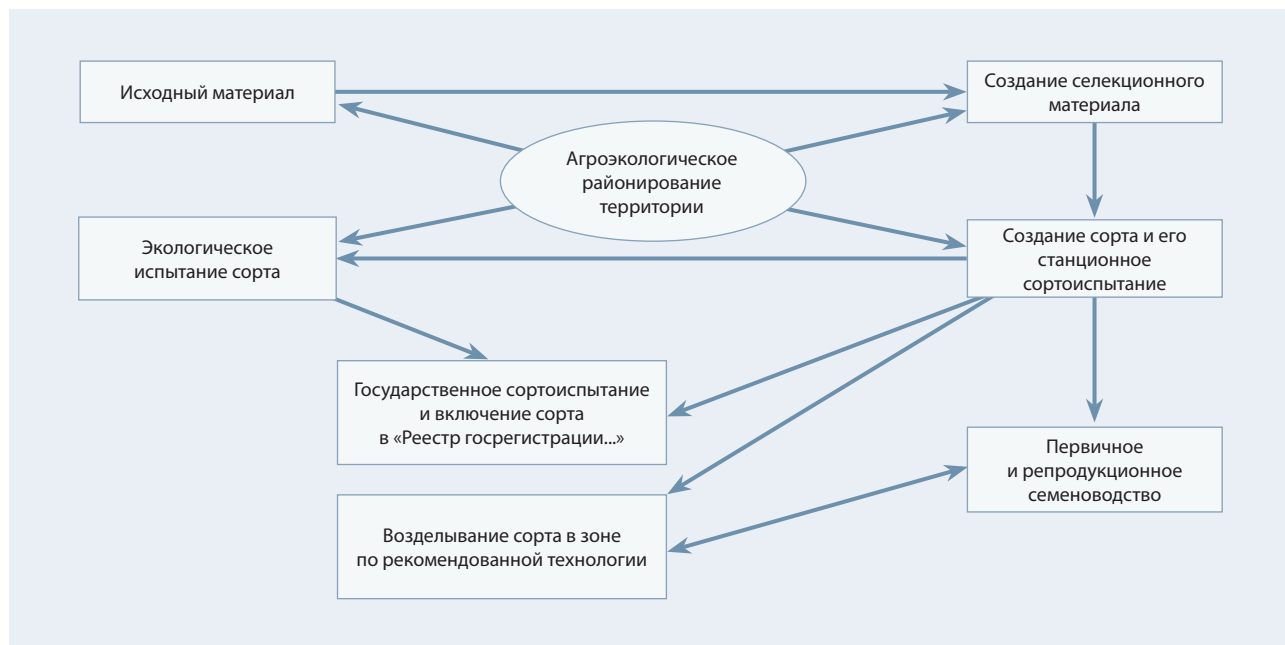 Исходный материал
Создание селекционного
материала
Агроэкологическое
районирование
территории
Экологическое
испытание сорта
Создание сорта и его
станционное
сортоиспытание
Государственное сортоиспытание
и включение сорта
в «Реестр госрегистрации...»
Первичное
и репродукционное
семеноводство
Возделывание сорта в зоне
по рекомендованной технологии